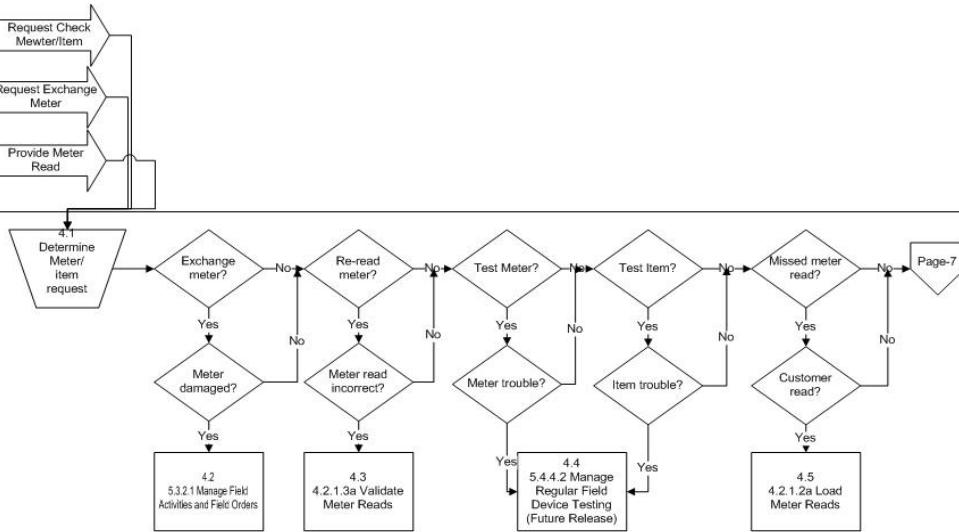 Request Check
Mewter/Item
Request Exchange
Meter
Provide Meter
Read
4.1
Determine
Meter/
item
request
Exchange
meter?
No
Re-read
meter?
No
Test Meter?
No
Test Item?
No
Missed meter
read?
No
Page-7
Yes
No
Yes
No
Yes
No
Yes
No
Yes
No
Meter
damaged?
Meter read
incorrect?
Meter trouble?
Item trouble?
Customer
read?
Yes
Yes
Yes
Yes
Yes
4.2
5.3.2.1 Manage Field
Activities and Field Orders
4.3
4.2.1.3a Validate
Meter Reads
4.4
5.4.4.2 Manage
Regular Field
Device Testing
(Future Release)
4.5
4.2.1.2a Load
Meter Reads